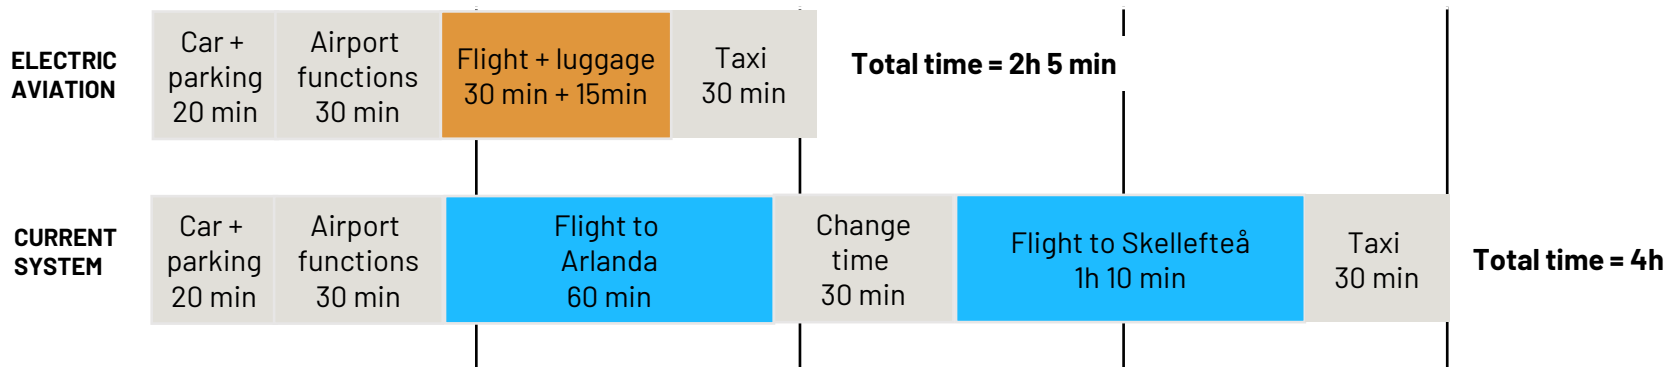 ELECTRIC
AVIATION
Car +
parking
20 min
Airport
functions
30 min
Flight + luggage
30 min + 15min
Taxi
30 min
Total time = 2h 5 min
CURRENT
SYSTEM
Car +
parking
20 min
Airport
functions
30 min
Flight to
Arlanda
60 min
Change
time
30 min
Flight to Skellefteå
1h 10 min
Taxi
30 min
Total time = 4h